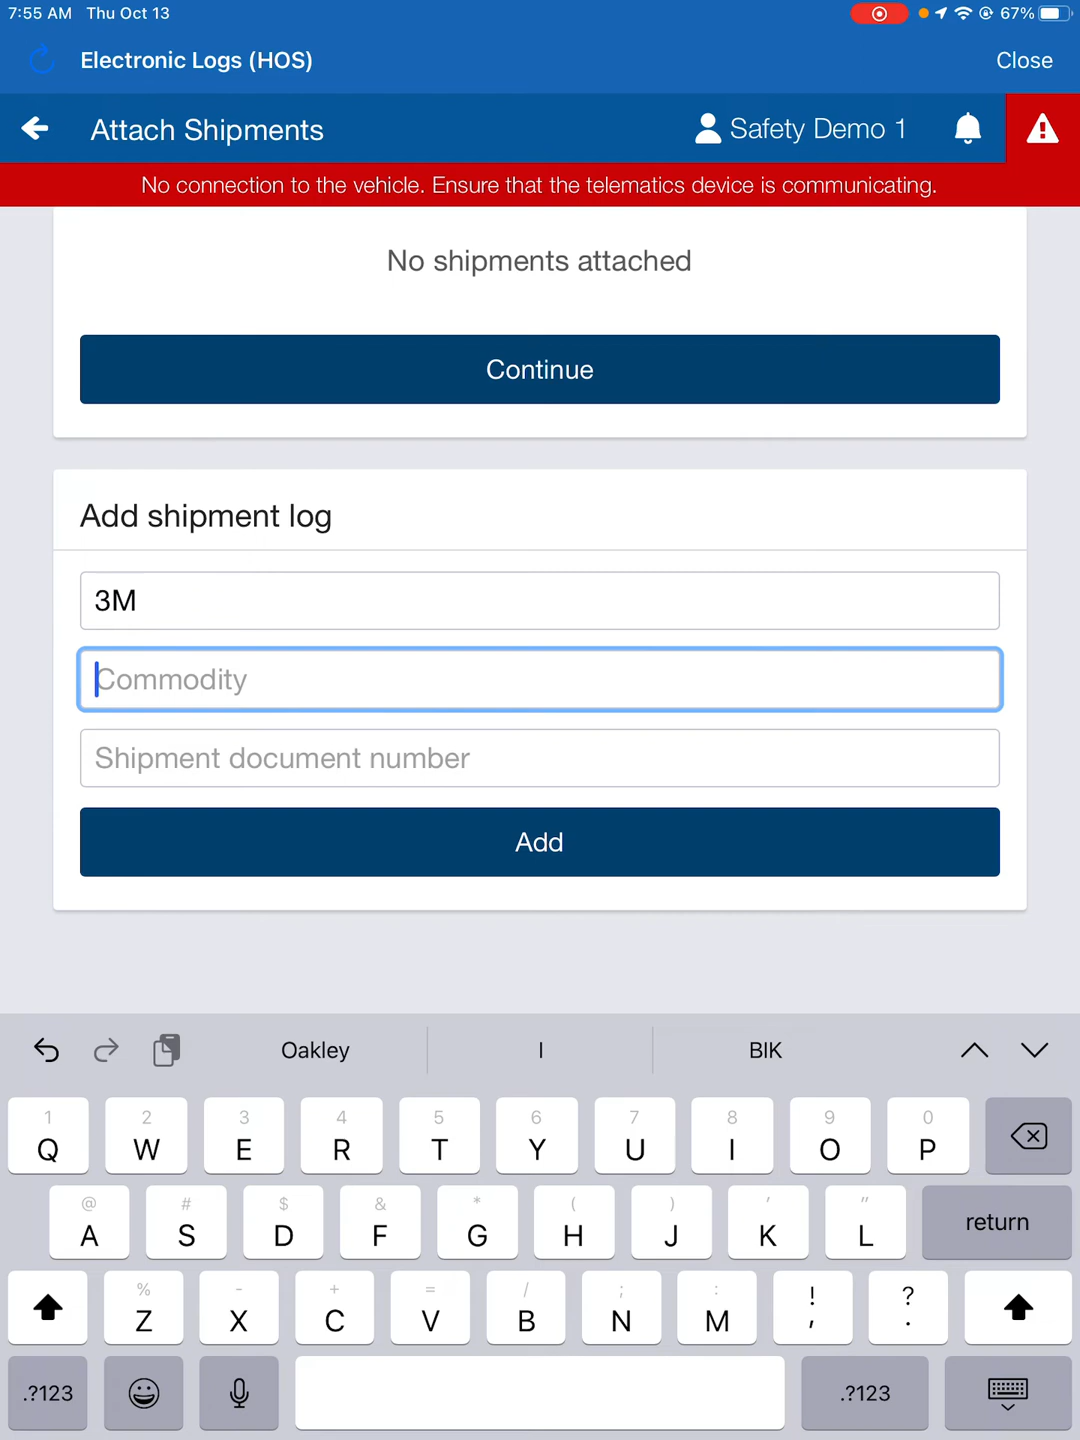 7:55 AM Thu Oct 13 67%
Electronic Logs (HOS) Close
Attach Shipments Safety Demo 1
No connection to the vehicle. Ensure that the telematics device is communicating.
No shipments attached
Continue
Add shipment log
3M
Commodity
Shipment document number
Add
Oakley I BIK
1 2 3 4 5 6 7 8 9 0
Q W E R T Y U I O P
@ # $ & * ( ) ' "
A S D F G H J K L return
% - + = / ; : ! ?
Z X C V B N M , .
.?123 .?123